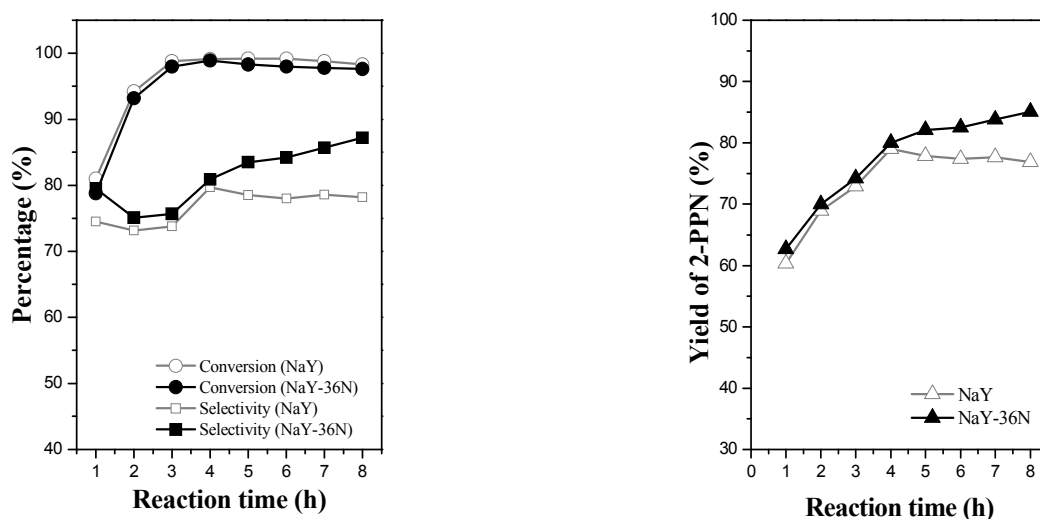 100
90
80
70
60
50
40
Percentage (%)
Conversion (NaY)
Conversion (NaY-36N)
Selectivity (NaY)
Selectivity (NaY-36N)
1 2 3 4 5 6 7 8
Reaction time (h)
100
90
80
70
60
50
40
30
Yield of 2-PPN (%)
NaY
NaY-36N
0 1 2 3 4 5 6 7 8
Reaction time (h)